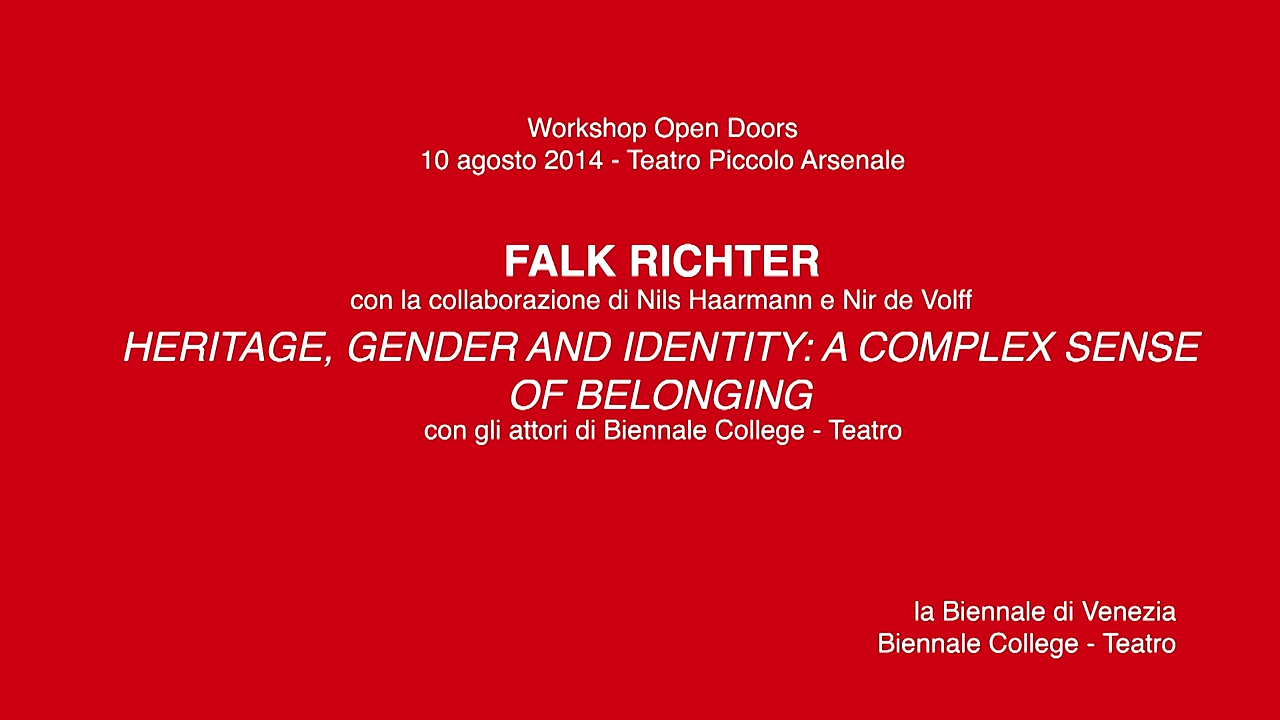 Workshop Open Doors
10 agosto 2014 - Teatro Piccolo Arsenale
FALK RICHTER
con la collaborazione di Nils Haarmann e Nir de Volff
HERITAGE, GENDER AND IDENTITY: A COMPLEX SENSE
OF BELONGING
con gli attori di Biennale College - Teatro
la Biennale di Venezia
Biennale College - Teatro